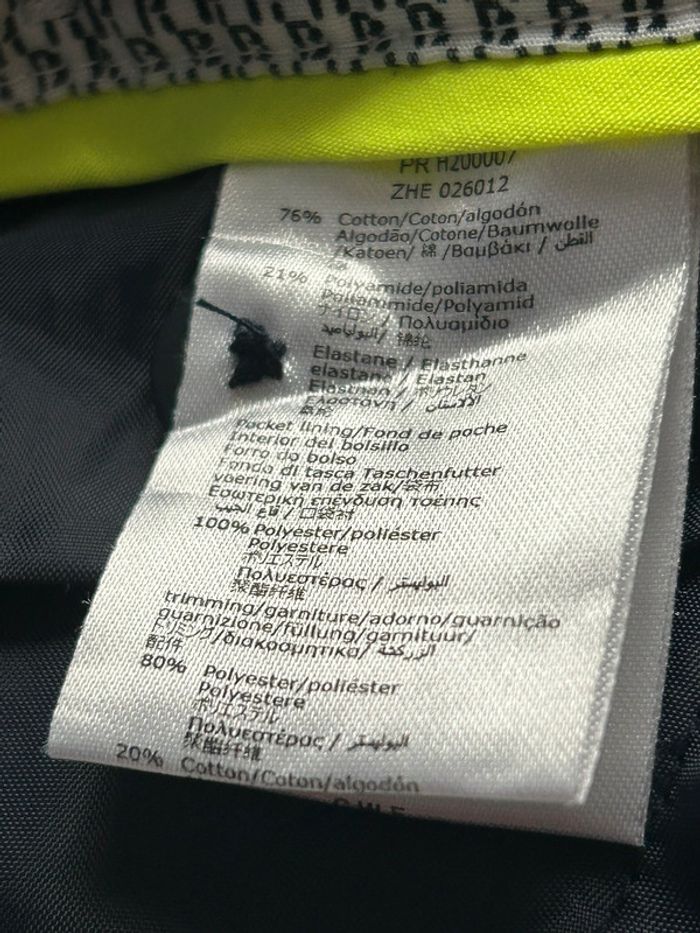 PR H200007
ZHE 026012
76% Cotton/Coton/algodón
Algodão/Cotone/Baumwolle
/Katoen/ 綿 /Βαμβάκι / القطن
21% Polyamide/poliamida
Poliammide/Polyamid
ナイロン / Πολυαμίδιο
البولياميد/ 锦纶
Elastane / Elasthanne
elastano / Elastan
Elasthan / ポリウレタン
Ελαστάνη / الألاستان
氨纶
Pocket lining/Fond de poche
Interior del bolsillo
Forro do bolso
Fondo di tasca Taschenfutter
voering van de zak/袋布
Εσωτερική επένδυση τσέπης
قاع الجيب / 口袋衬
100% Polyester/poliéster
Polyestere
ポリエステル
Πολυεστέρας / البوليستر
聚酯纤维
trimming/garniture/adorno/guarnição
guarnizione/füllung/garnituur/
トリミング/διακοσμητικα/ الزركشة
配件
80% Polyester/poliéster
Polyestere
ポリエステル
Πολυεστέρας / البوليستر
聚酯纤维
20% Cotton/Coton/algodón